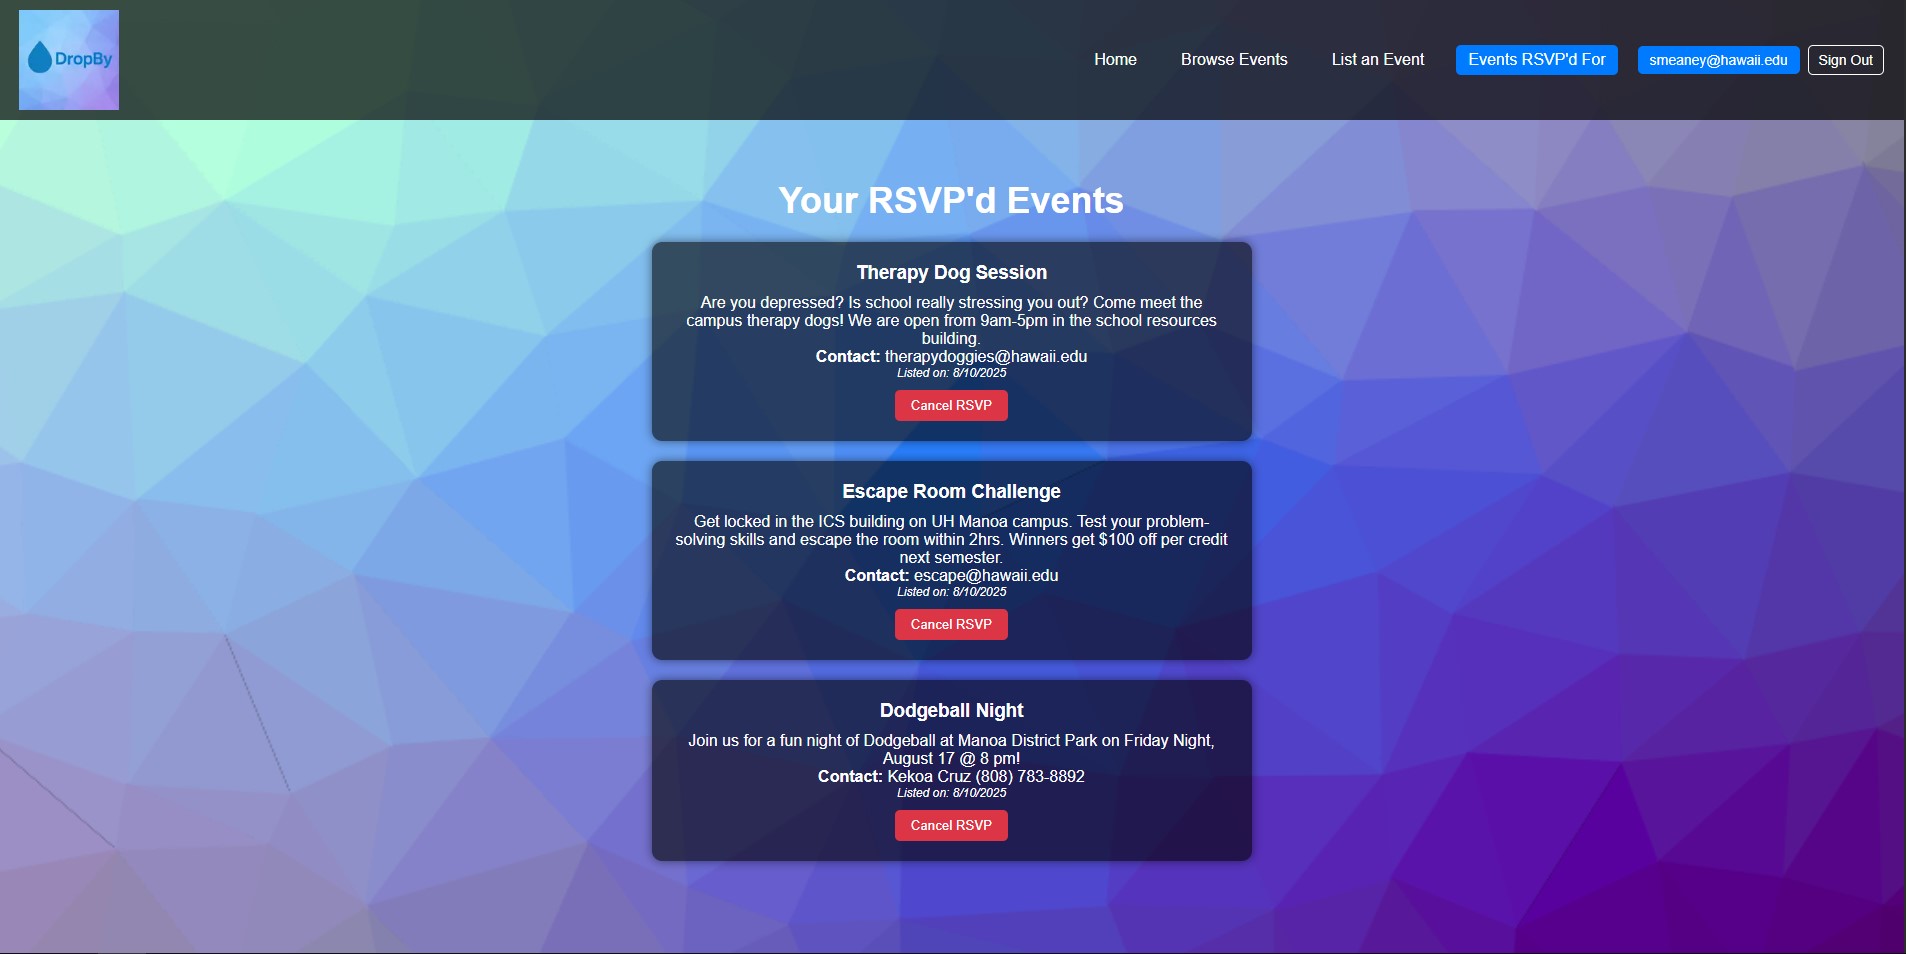 DropBy
Home
Browse Events
List an Event
Events RSVP'd For
smeaney@hawaii.edu
Sign Out
Your RSVP'd Events
Therapy Dog Session
Are you depressed? Is school really stressing you out? Come meet the
campus therapy dogs! We are open from 9am-5pm in the school resources
building.
Contact: therapydoggies@hawaii.edu
Listed on: 8/10/2025
Cancel RSVP
Escape Room Challenge
Get locked in the ICS building on UH Manoa campus. Test your problem-
solving skills and escape the room within 2hrs. Winners get $100 off per credit
next semester.
Contact: escape@hawaii.edu
Listed on: 8/10/2025
Cancel RSVP
Dodgeball Night
Join us for a fun night of Dodgeball at Manoa District Park on Friday Night,
August 17 @ 8 pm!
Contact: Kekoa Cruz (808) 783-8892
Listed on: 8/10/2025
Cancel RSVP